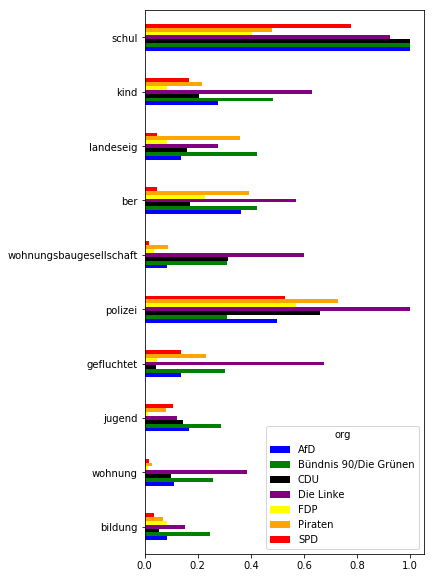 schul
kind
landeseig
ber
wohnungsbaugesellschaft
polizei
gefluchtet
jugend
wohnung
bildung
org
AfD
Bündnis 90/Die Grünen
CDU
Die Linke
FDP
Piraten
SPD
0.0 0.2 0.4 0.6 0.8 1.0